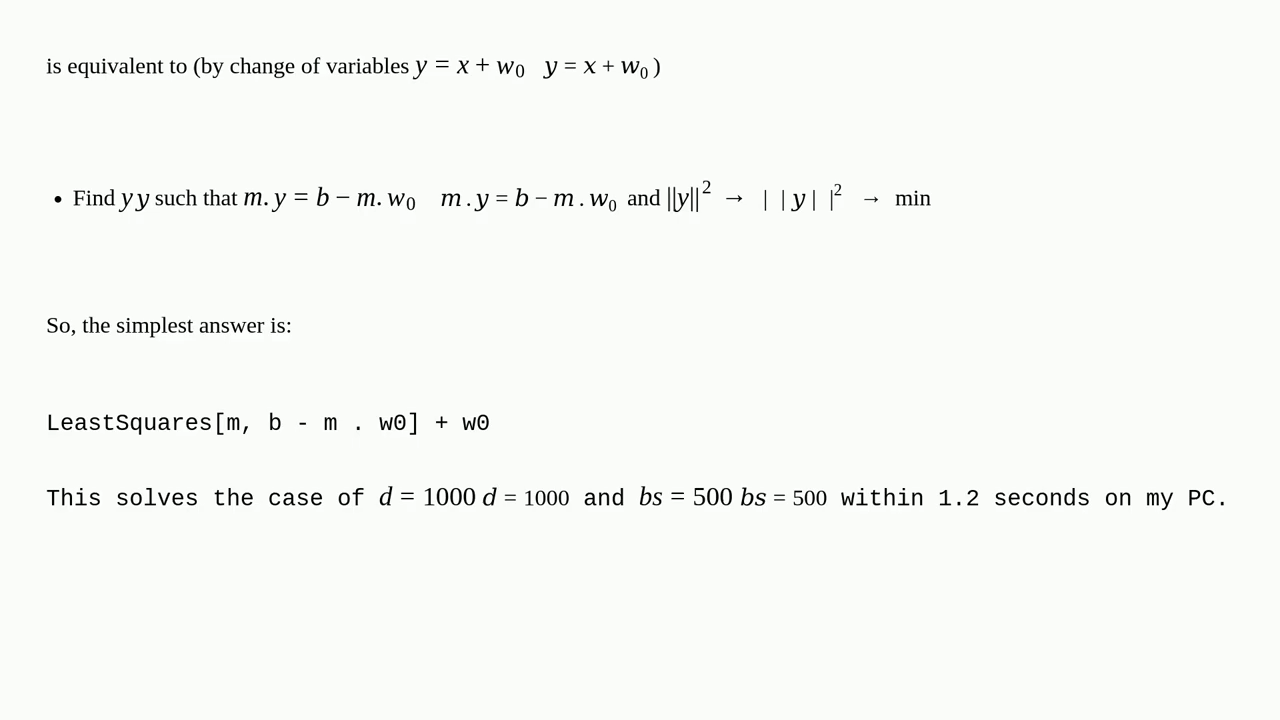 is equivalent to (by change of variables y = x + w₀ y = x + w₀ )
• Find y y such that m. y = b − m. w₀ m . y = b − m . w₀ and ||y||² → | | y | |² → min
So, the simplest answer is:
LeastSquares[m, b - m . w0] + w0
This solves the case of d = 1000 d = 1000 and bs = 500 bs = 500 within 1.2 seconds on my PC.